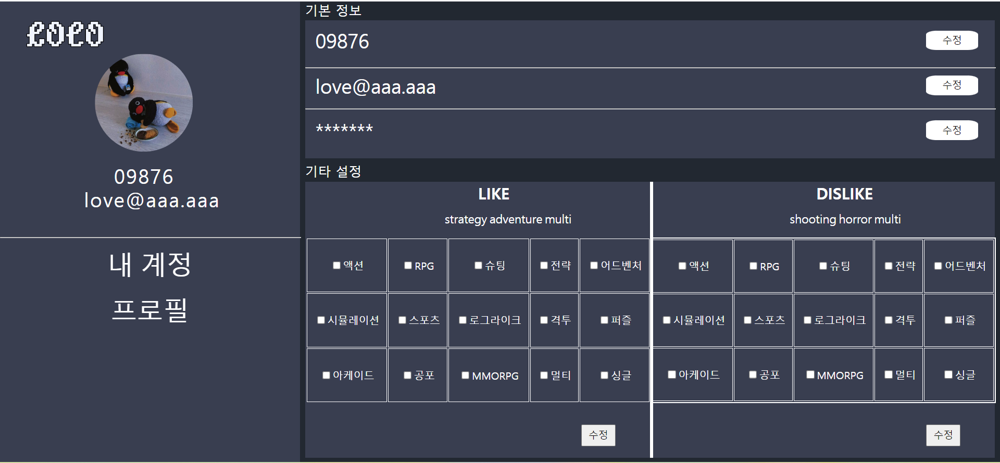 LOLO
09876
love@aaa.aaa
내 계정
프로필
기본 정보
09876 수정
love@aaa.aaa 수정
******* 수정
기타 설정
LIKE
strategy adventure multi
액션 RPG 슈팅 전략 어드벤처
시뮬레이션 스포츠 로그라이크 격투 퍼즐
아케이드 공포 MMORPG 멀티 싱글
수정
DISLIKE
shooting horror multi
액션 RPG 슈팅 전략 어드벤처
시뮬레이션 스포츠 로그라이크 격투 퍼즐
아케이드 공포 MMORPG 멀티 싱글
수정